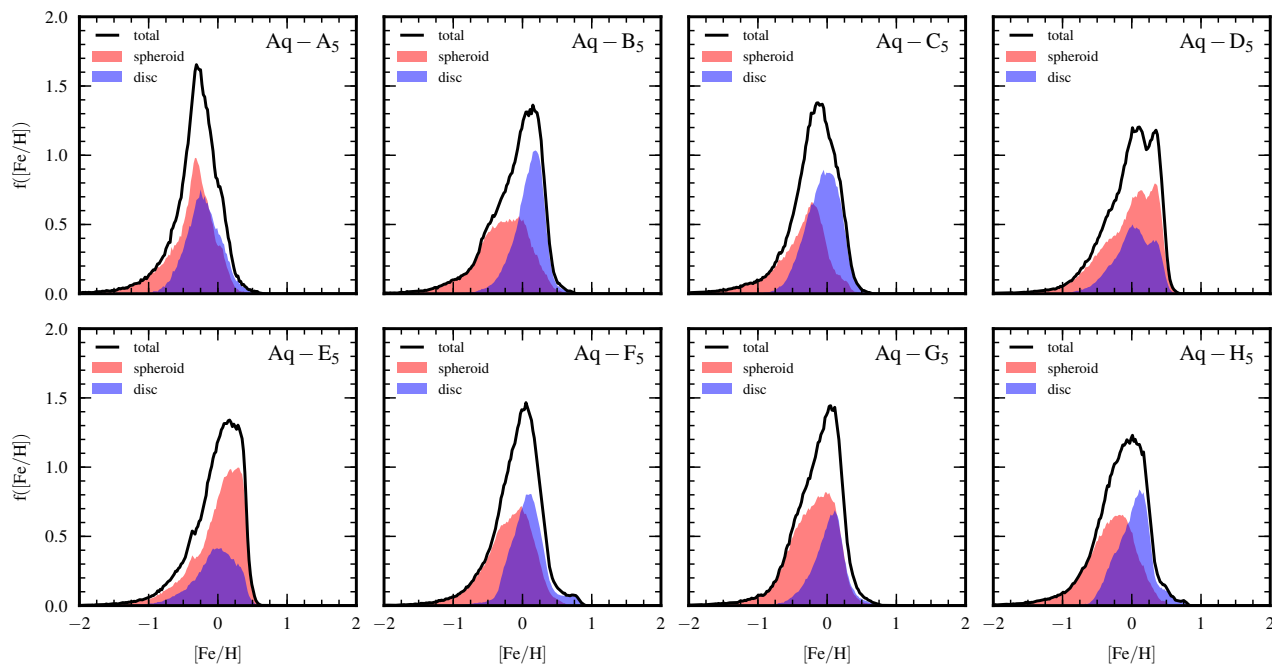 2.0
1.5
1.0
0.5
0.0
f([Fe/H])
total
spheroid
disc
Aq − A5
total
spheroid
disc
Aq − B5
total
spheroid
disc
Aq − C5
total
spheroid
disc
Aq − D5
2.0
1.5
1.0
0.5
0.0
f([Fe/H])
total
spheroid
disc
Aq − E5
total
spheroid
disc
Aq − F5
total
spheroid
disc
Aq − G5
total
spheroid
disc
Aq − H5
−2 −1 0 1 2 −1 0 1 2 −1 0 1 2 −1 0 1 2
[Fe/H] [Fe/H] [Fe/H] [Fe/H]